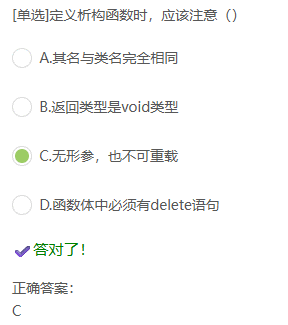 [单选]定义析构函数时，应该注意（）
A.其名与类名完全相同
B.返回类型是void类型
C.无形参，也不可重载
D.函数体中必须有delete语句
答对了！
正确答案：
C